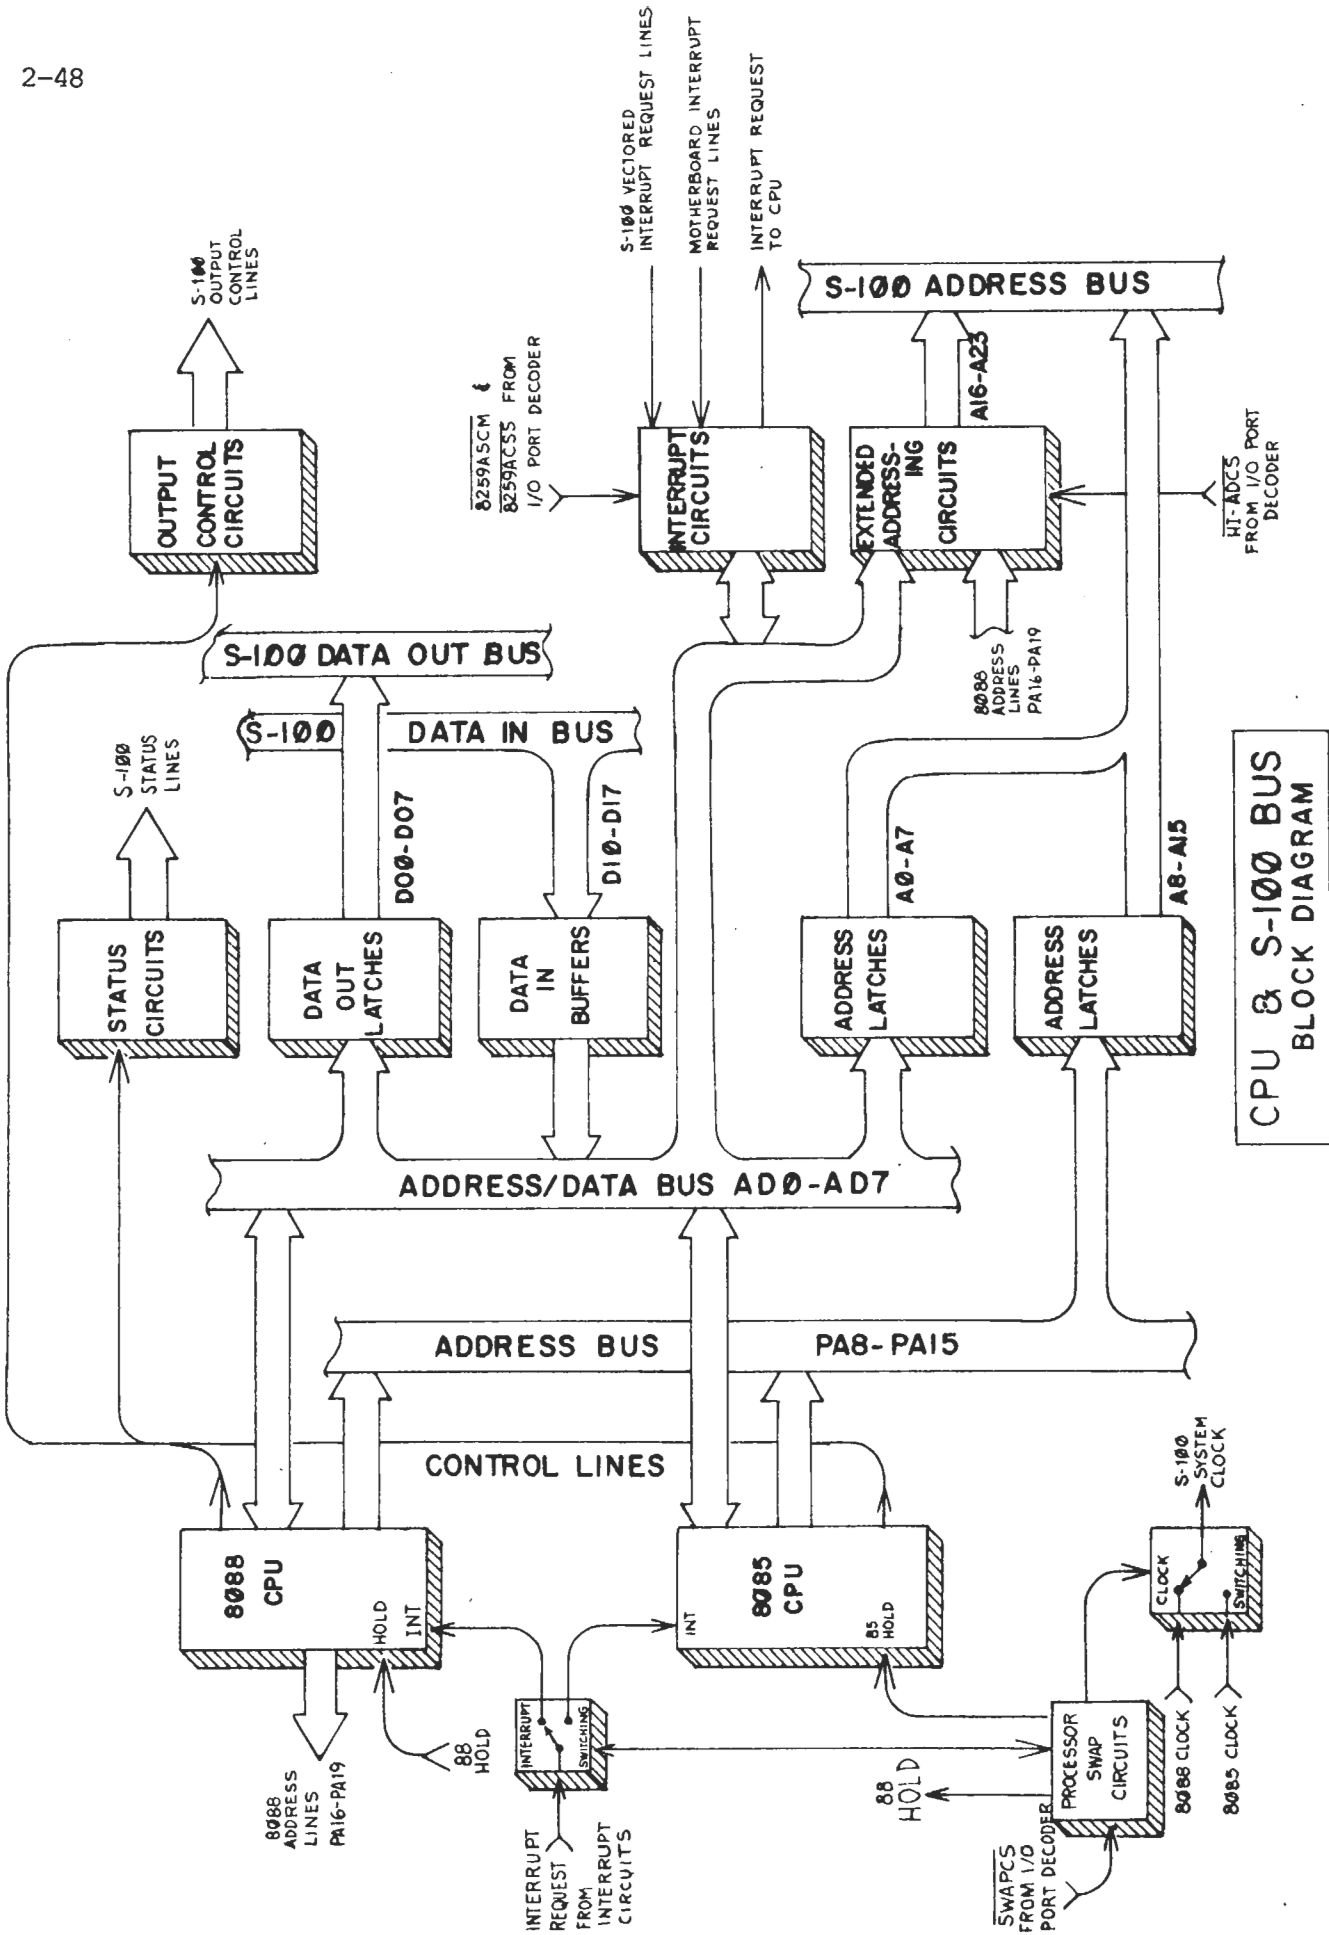 2-48
8088
ADDRESS
LINES
PA16-PA19
8088
CPU
HOLD
INT
88
HOLD
INTERRUPT
SWITCHING
INTERRUPT
REQUEST
FROM
INTERRUPT
CIRCUITS
INT
8085
CPU
85
HOLD
88
HOLD
PROCESSOR
SWAP
CIRCUITS
SWAPCS
FROM I/O
PORT DECODER
CLOCK
SWITCHING
8088 CLOCK
8085 CLOCK
S-100
SYSTEM
CLOCK
CONTROL LINES
ADDRESS BUS PA8-PA15
ADDRESS/DATA BUS AD0-AD7
STATUS
CIRCUITS
S-100
STATUS
LINES
DATA
OUT
LATCHES
DO0-DO7
DATA
IN
BUFFERS
DI0-DI7
S-100 DATA IN BUS
S-100 DATA OUT BUS
ADDRESS
LATCHES
A0-A7
ADDRESS
LATCHES
A8-A15
OUTPUT
CONTROL
CIRCUITS
S-100
OUTPUT
CONTROL
LINES
8259ASCM &
8259ACSS FROM
I/O PORT DECODER
INTERRUPT
CIRCUITS
S-100 VECTORED
INTERRUPT REQUEST LINES
MOTHERBOARD INTERRUPT
REQUEST LINES
INTERRUPT REQUEST
TO CPU
EXTENDED
ADDRESS-
ING
CIRCUITS
8088
ADDRESS
LINES
PA16-PA19
A16-A23
HI-ADCS
FROM I/O PORT
DECODER
S-100 ADDRESS BUS
CPU & S-100 BUS
BLOCK DIAGRAM